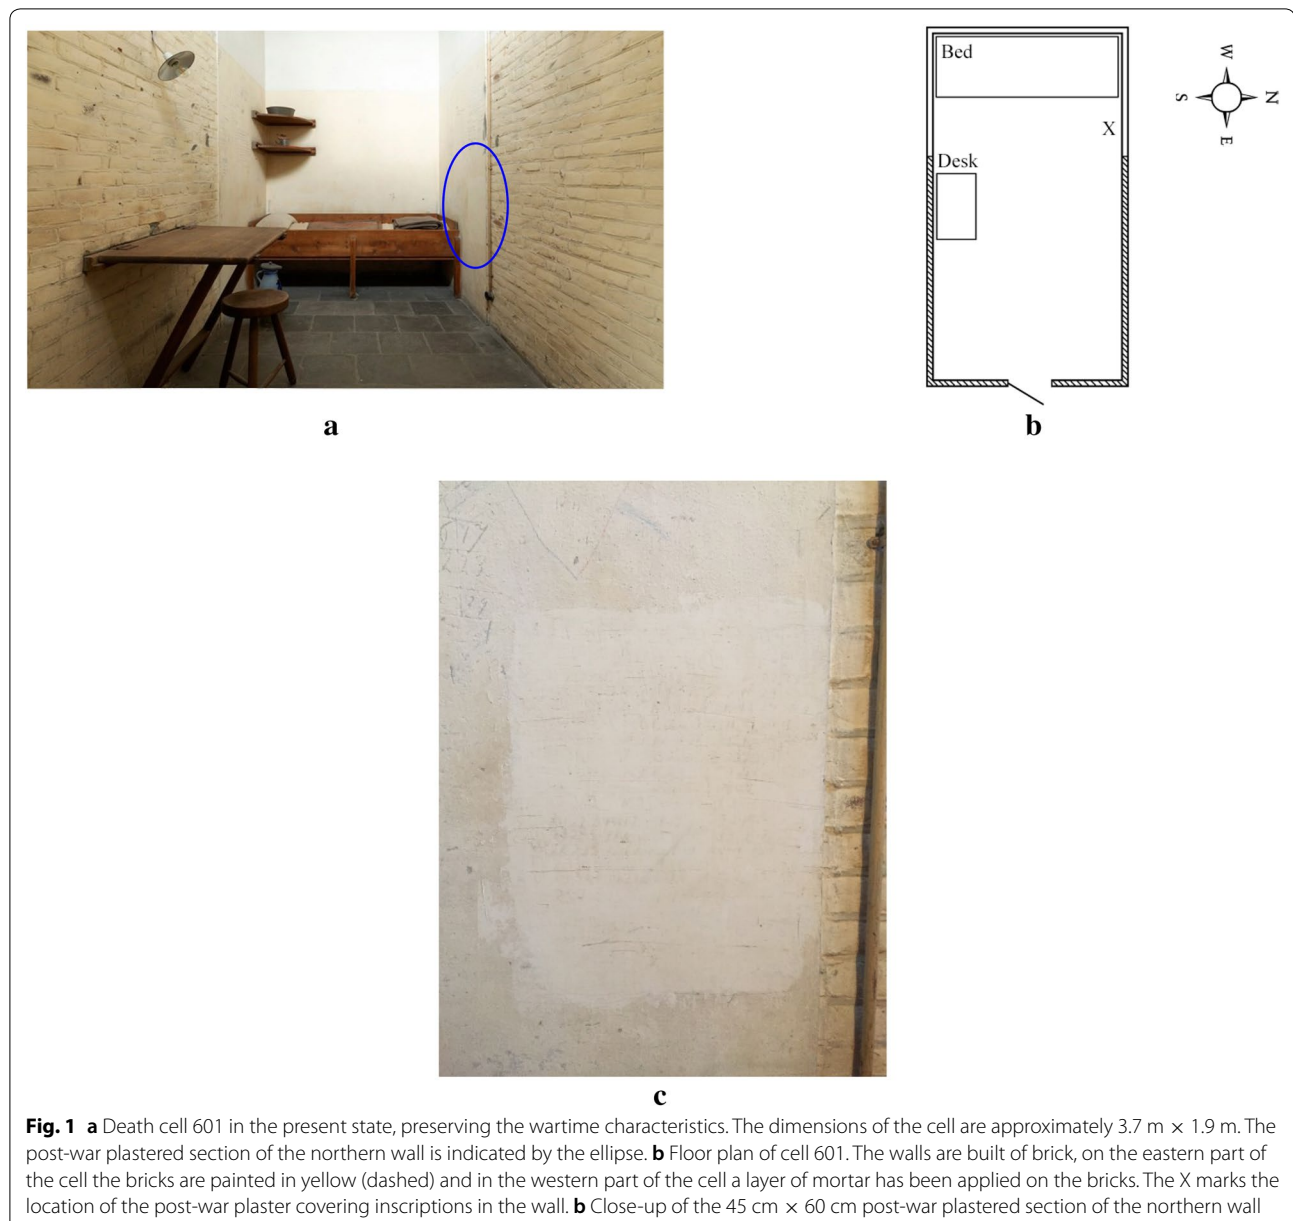 Bed
W
S
N
E
X
Desk
a
b
c
Fig. 1 a Death cell 601 in the present state, preserving the wartime characteristics. The dimensions of the cell are approximately 3.7 m × 1.9 m. The
post-war plastered section of the northern wall is indicated by the ellipse. b Floor plan of cell 601. The walls are built of brick, on the eastern part of
the cell the bricks are painted in yellow (dashed) and in the western part of the cell a layer of mortar has been applied on the bricks. The X marks the
location of the post-war plaster covering inscriptions in the wall. b Close-up of the 45 cm × 60 cm post-war plastered section of the northern wall